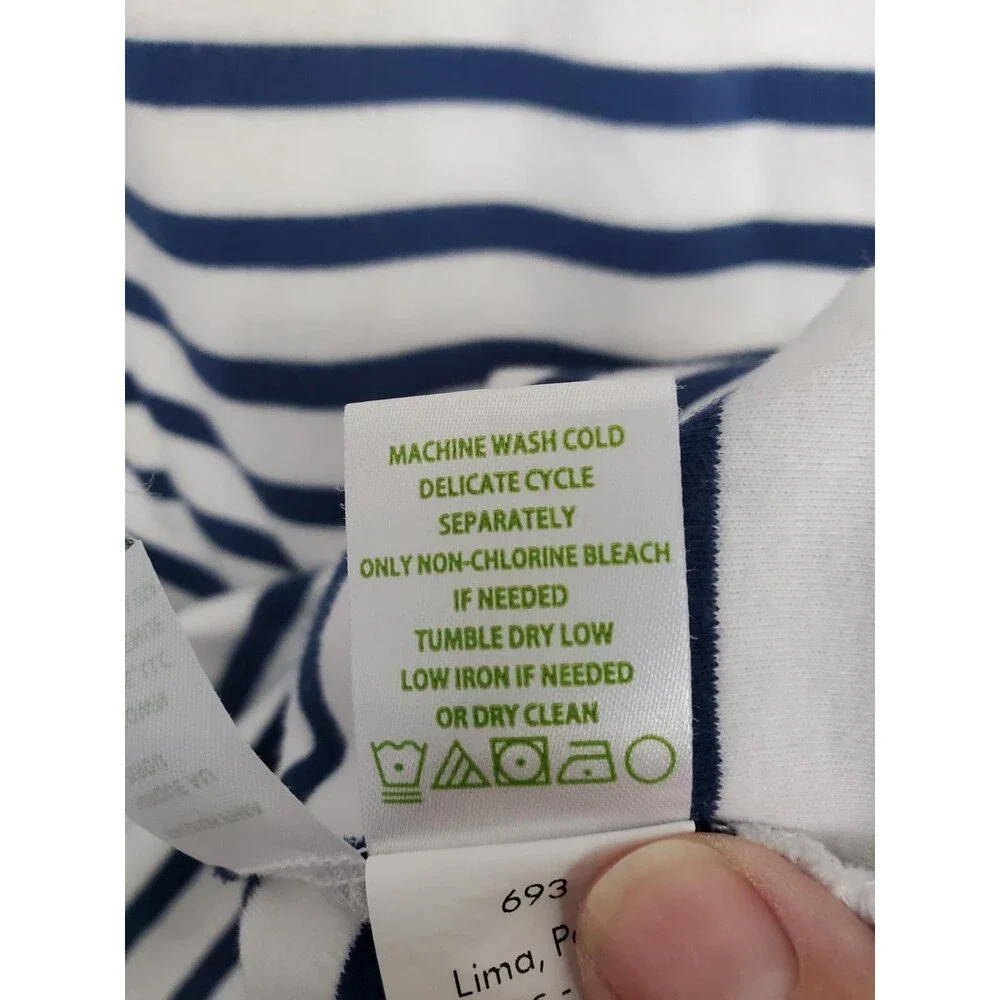 MACHINE WASH COLD
DELICATE CYCLE
SEPARATELY
ONLY NON-CHLORINE BLEACH
IF NEEDED
TUMBLE DRY LOW
LOW IRON IF NEEDED
OR DRY CLEAN
693
Lima,